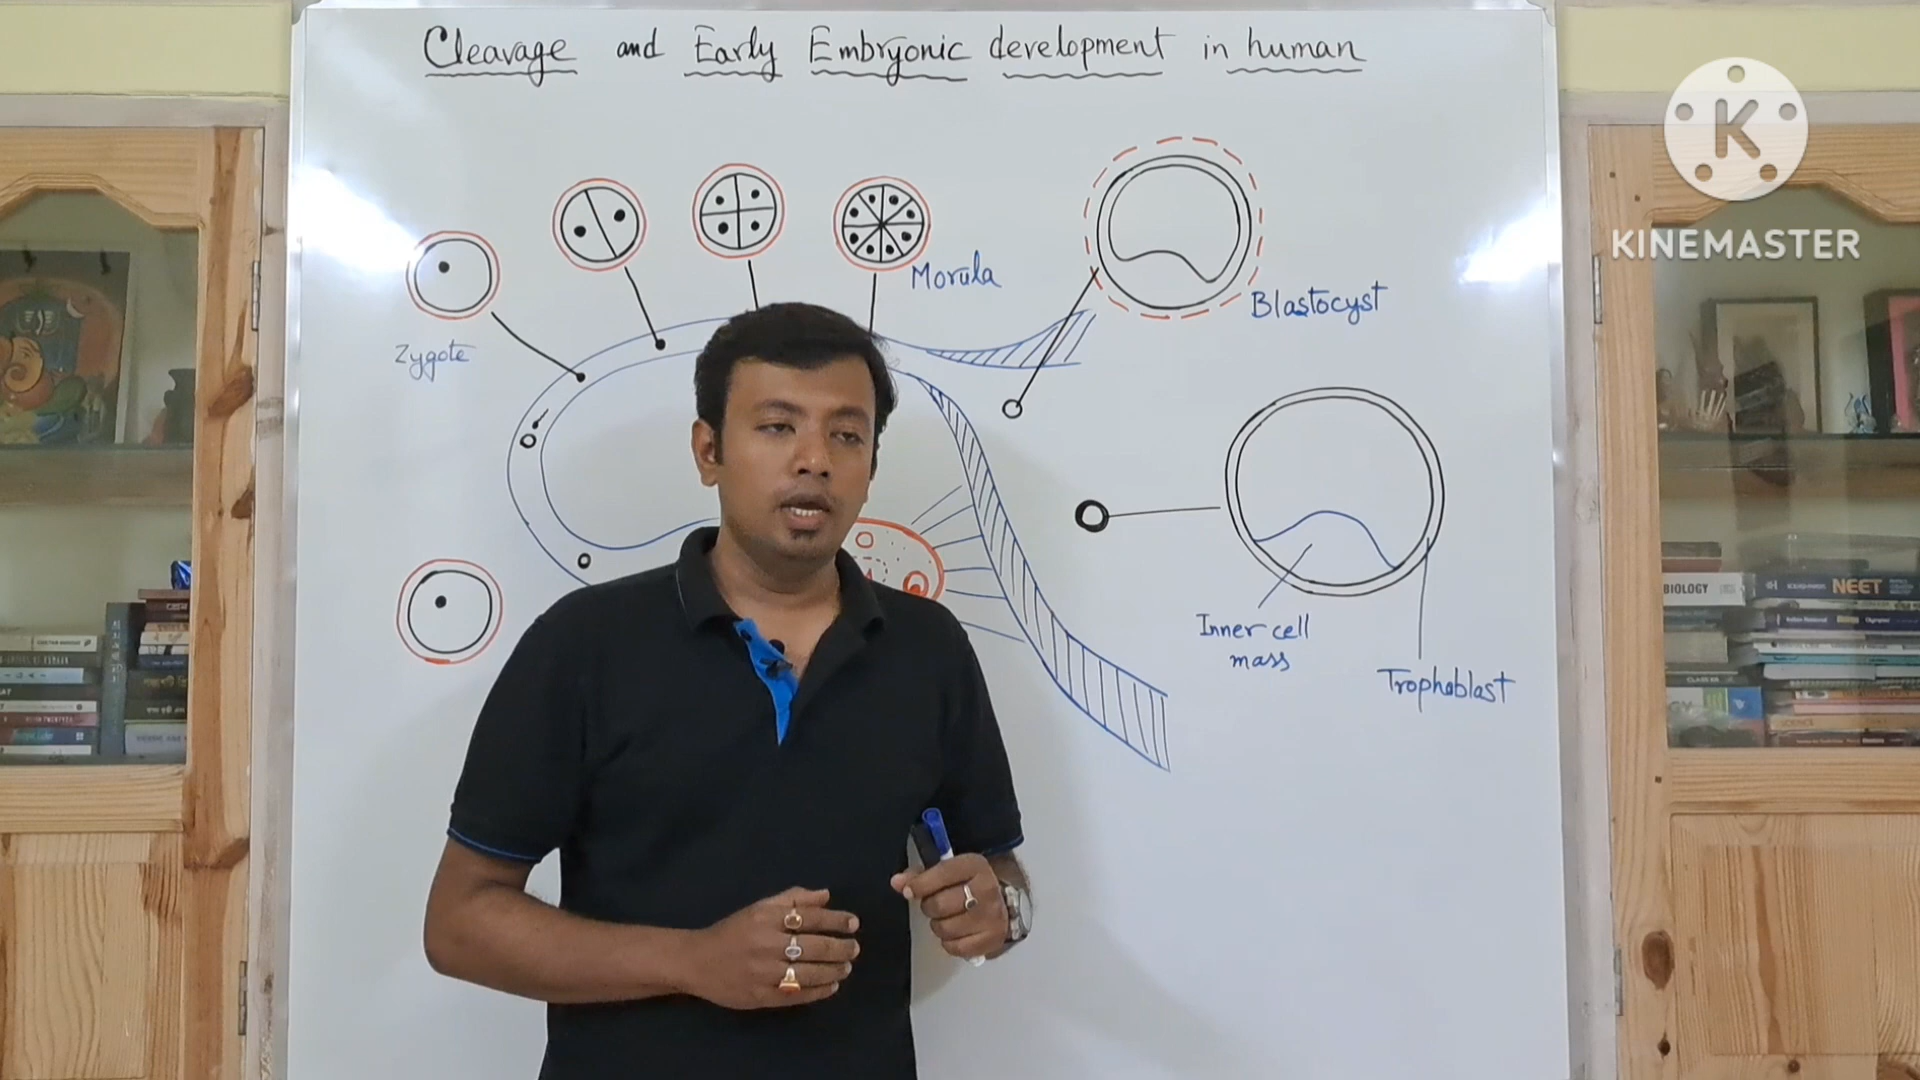 Cleavage and Early Embryonic development in human
KINEMASTER
Morula
Blastocyst
Zygote
Inner cell
mass
Trophoblast
BIOLOGY
NEET